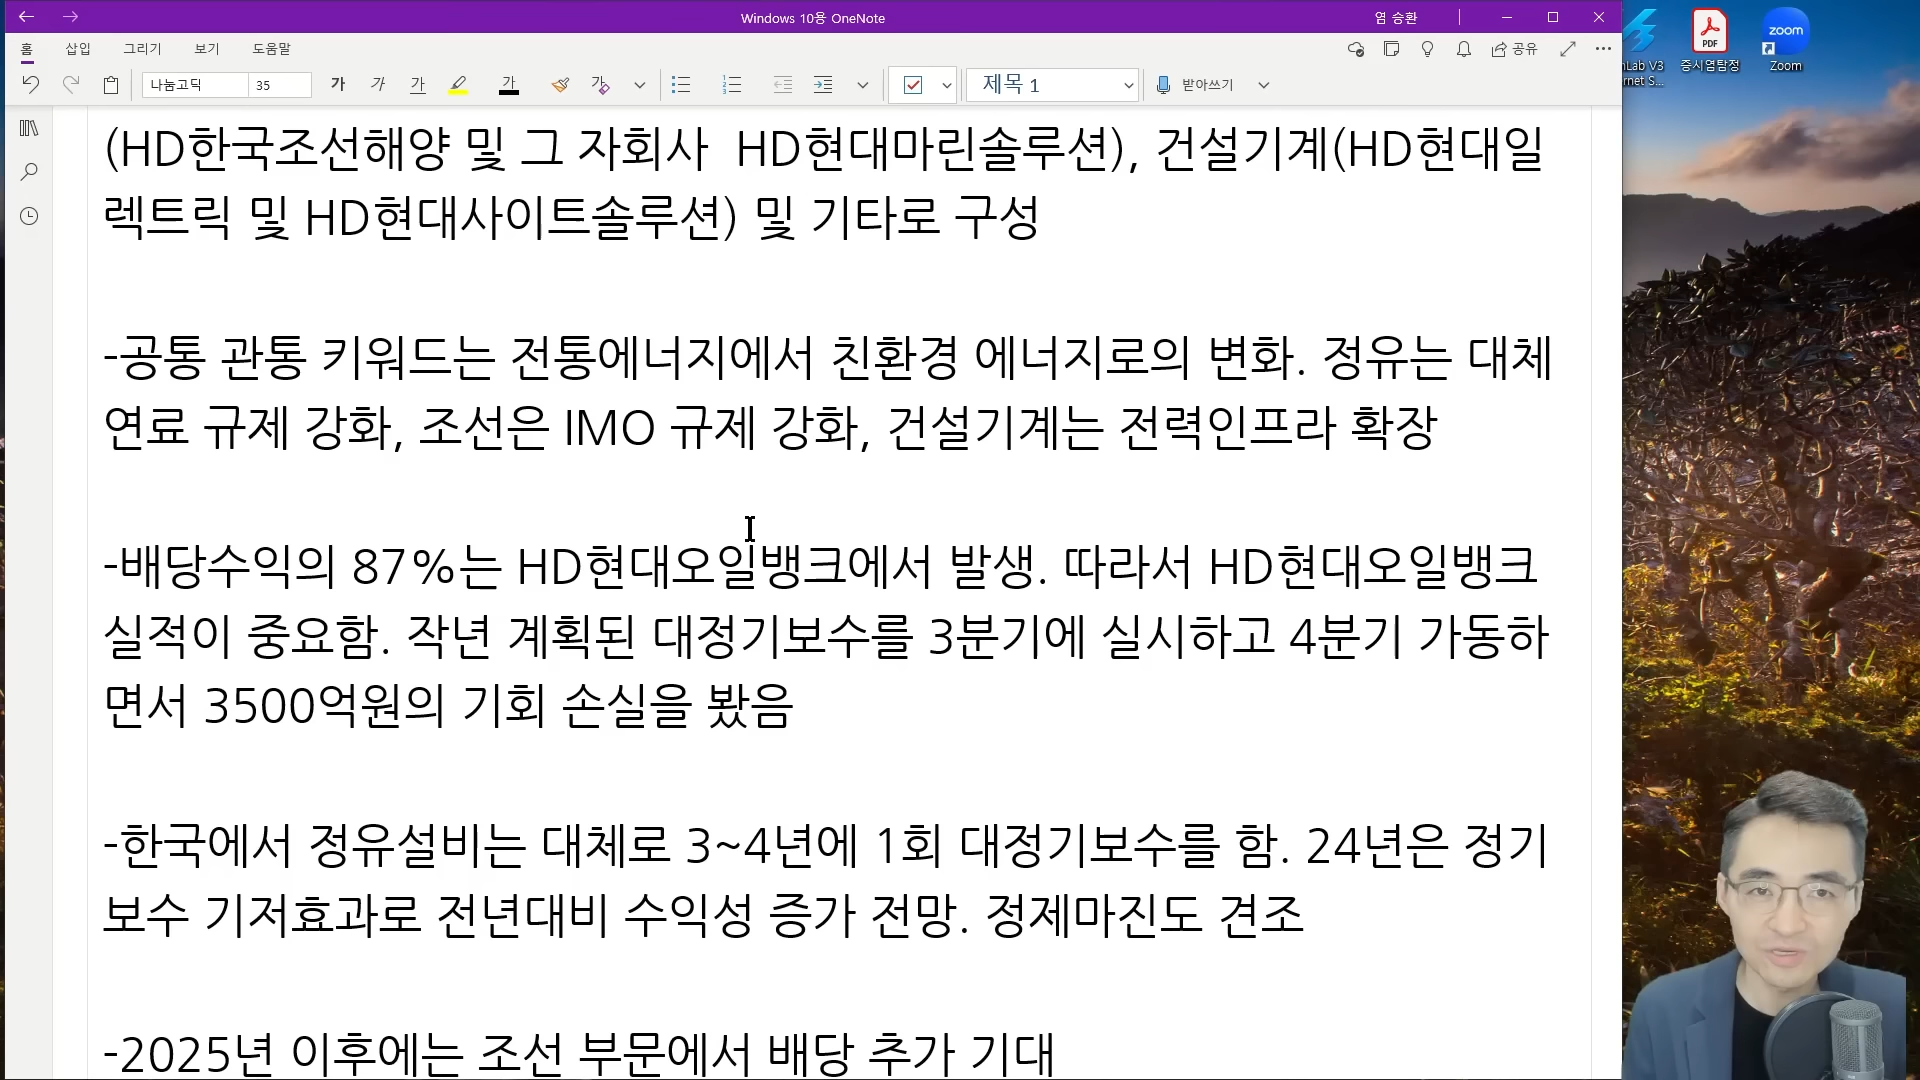 Windows 10용 OneNote
염 승환
홈 삽입 그리기 보기 도움말
공유
나눔고딕 35 가 가 가 가 가 제목 1 받아쓰기
(HD한국조선해양 및 그 자회사 HD현대마린솔루션), 건설기계(HD현대일
렉트릭 및 HD현대사이트솔루션) 및 기타로 구성
-공통 관통 키워드는 전통에너지에서 친환경 에너지로의 변화. 정유는 대체
연료 규제 강화, 조선은 IMO 규제 강화, 건설기계는 전력인프라 확장
-배당수익의 87%는 HD현대오일뱅크에서 발생. 따라서 HD현대오일뱅크
실적이 중요함. 작년 계획된 대정기보수를 3분기에 실시하고 4분기 가동하
면서 3500억원의 기회 손실을 봤음
-한국에서 정유설비는 대체로 3~4년에 1회 대정기보수를 함. 24년은 정기
보수 기저효과로 전년대비 수익성 증가 전망. 정제마진도 견조
-2025년 이후에는 조선 부문에서 배당 추가 기대
Lab V3
rnet S...
PDF
증시염탐정
zoom
Zoom